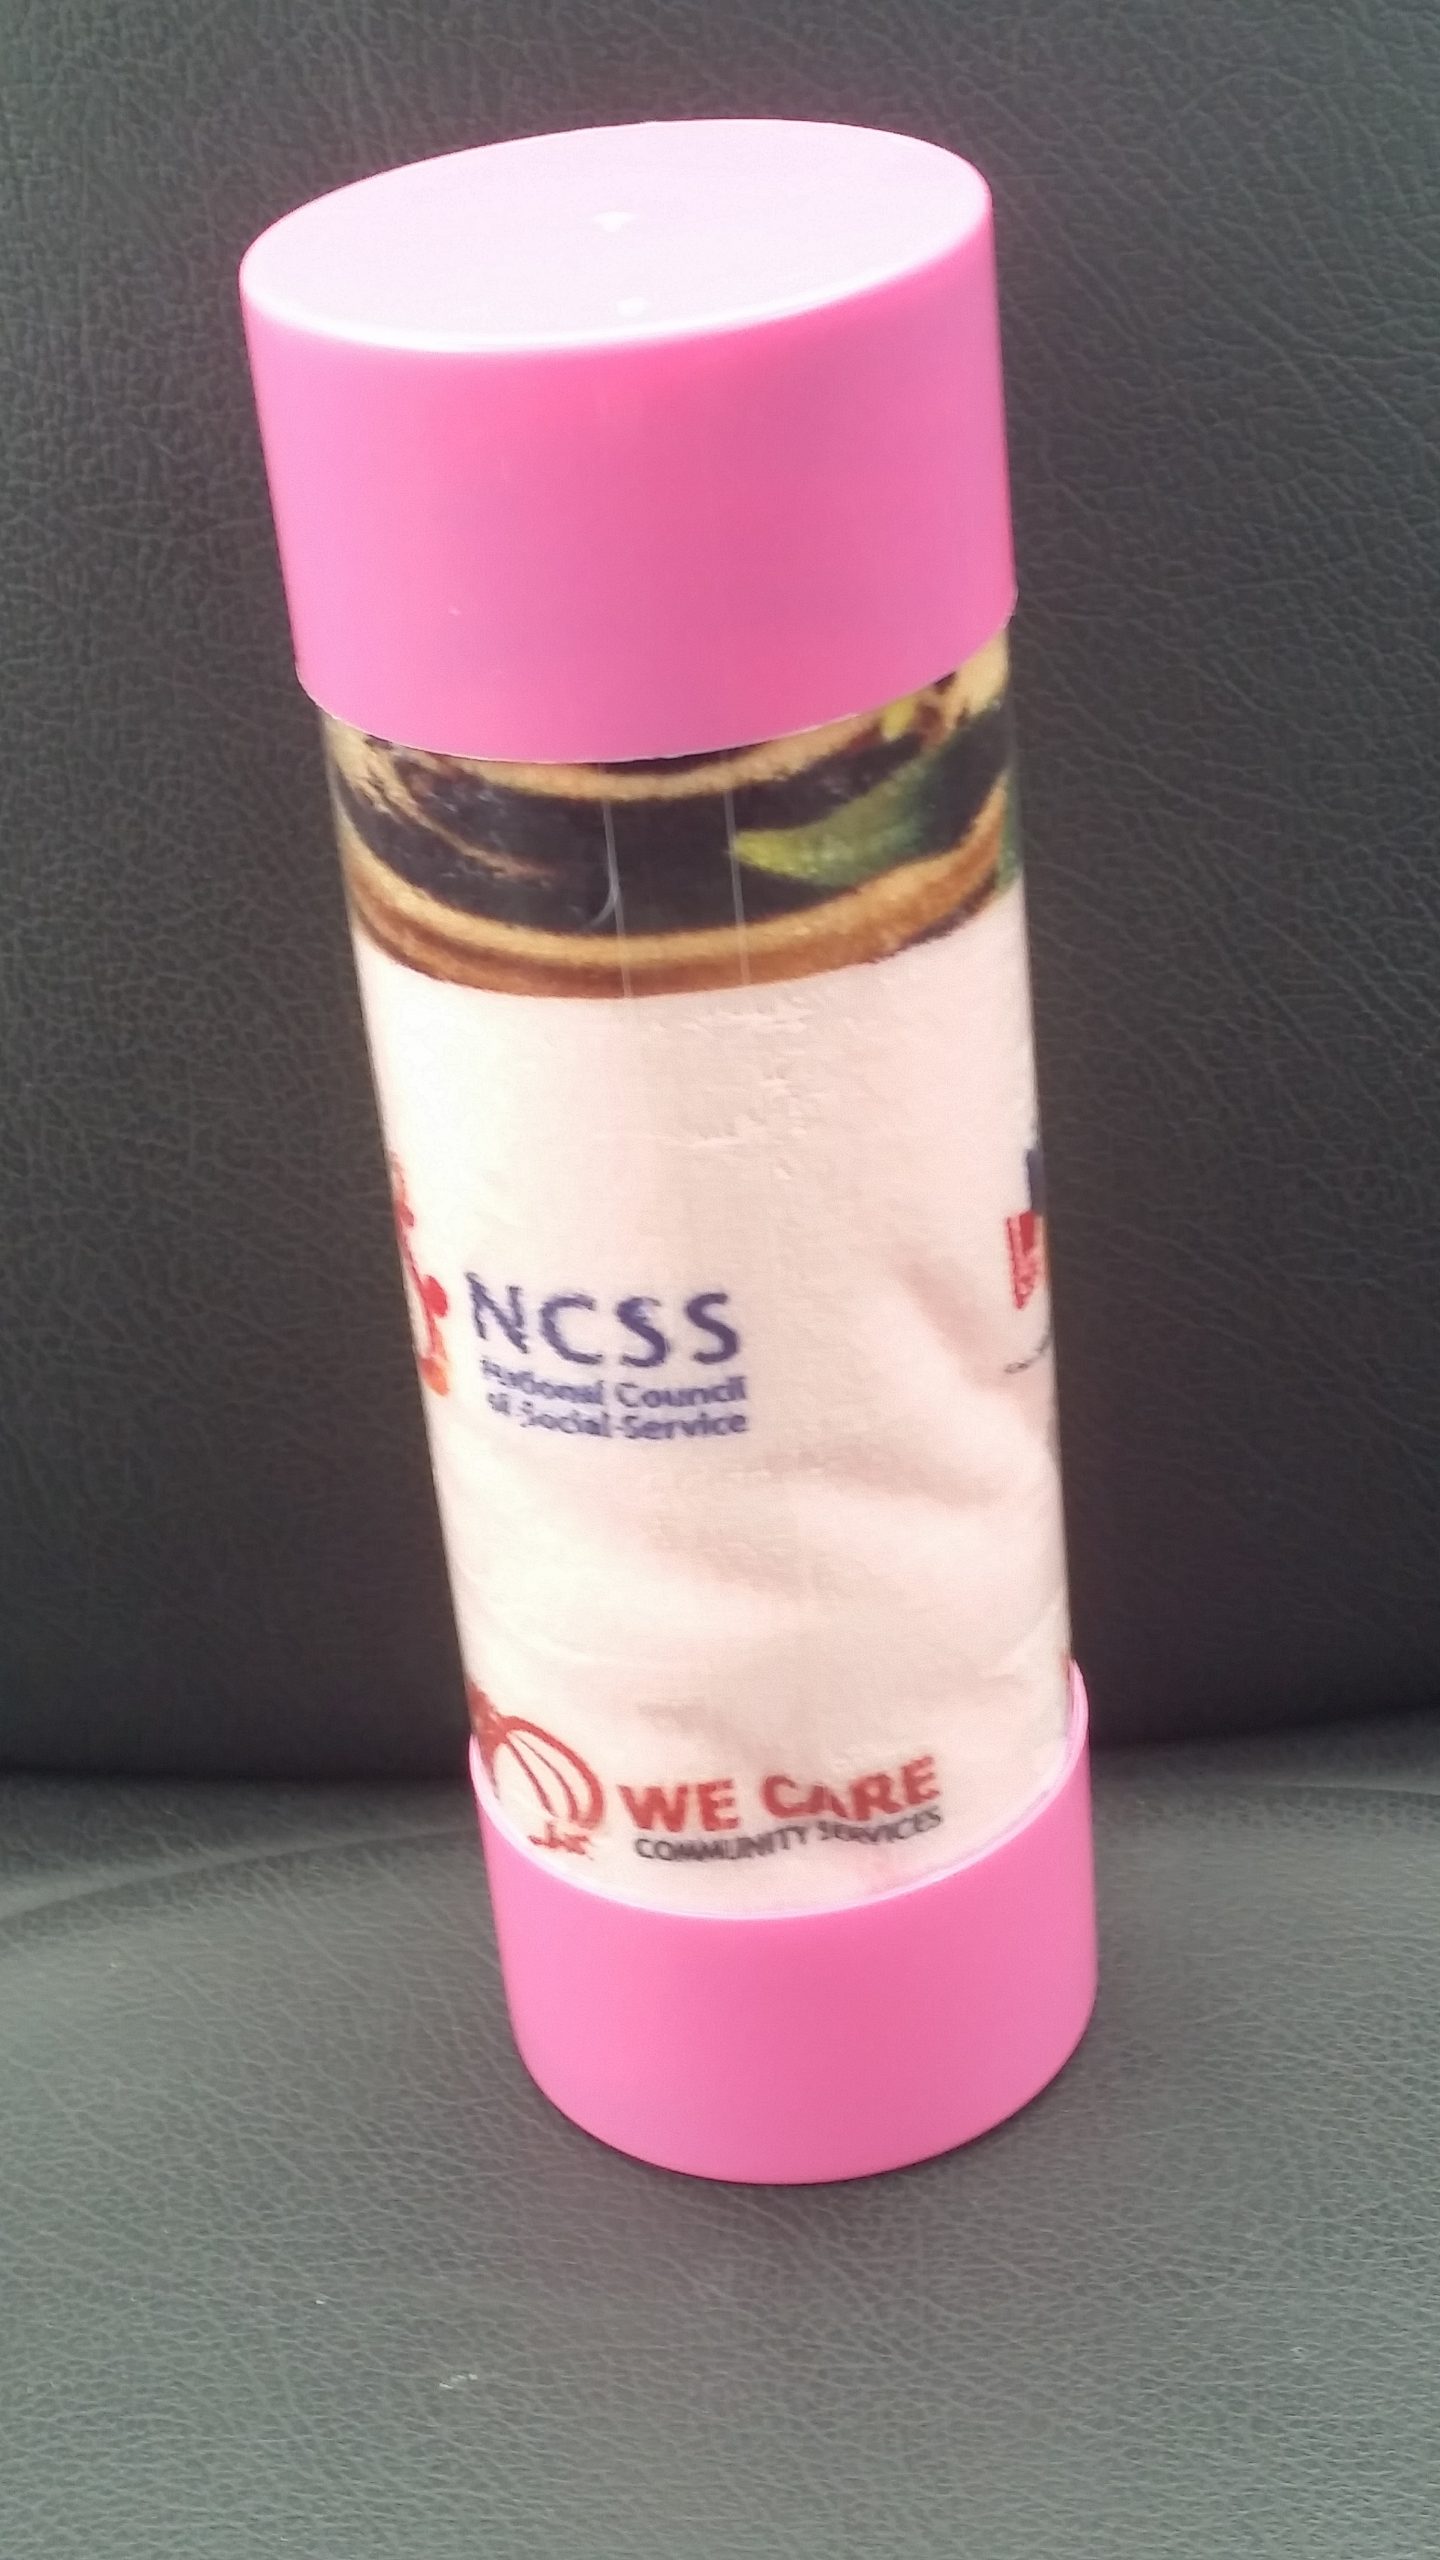 NCSS
National Council
of Social Service
WE CARE
COMMUNITY SERVICES